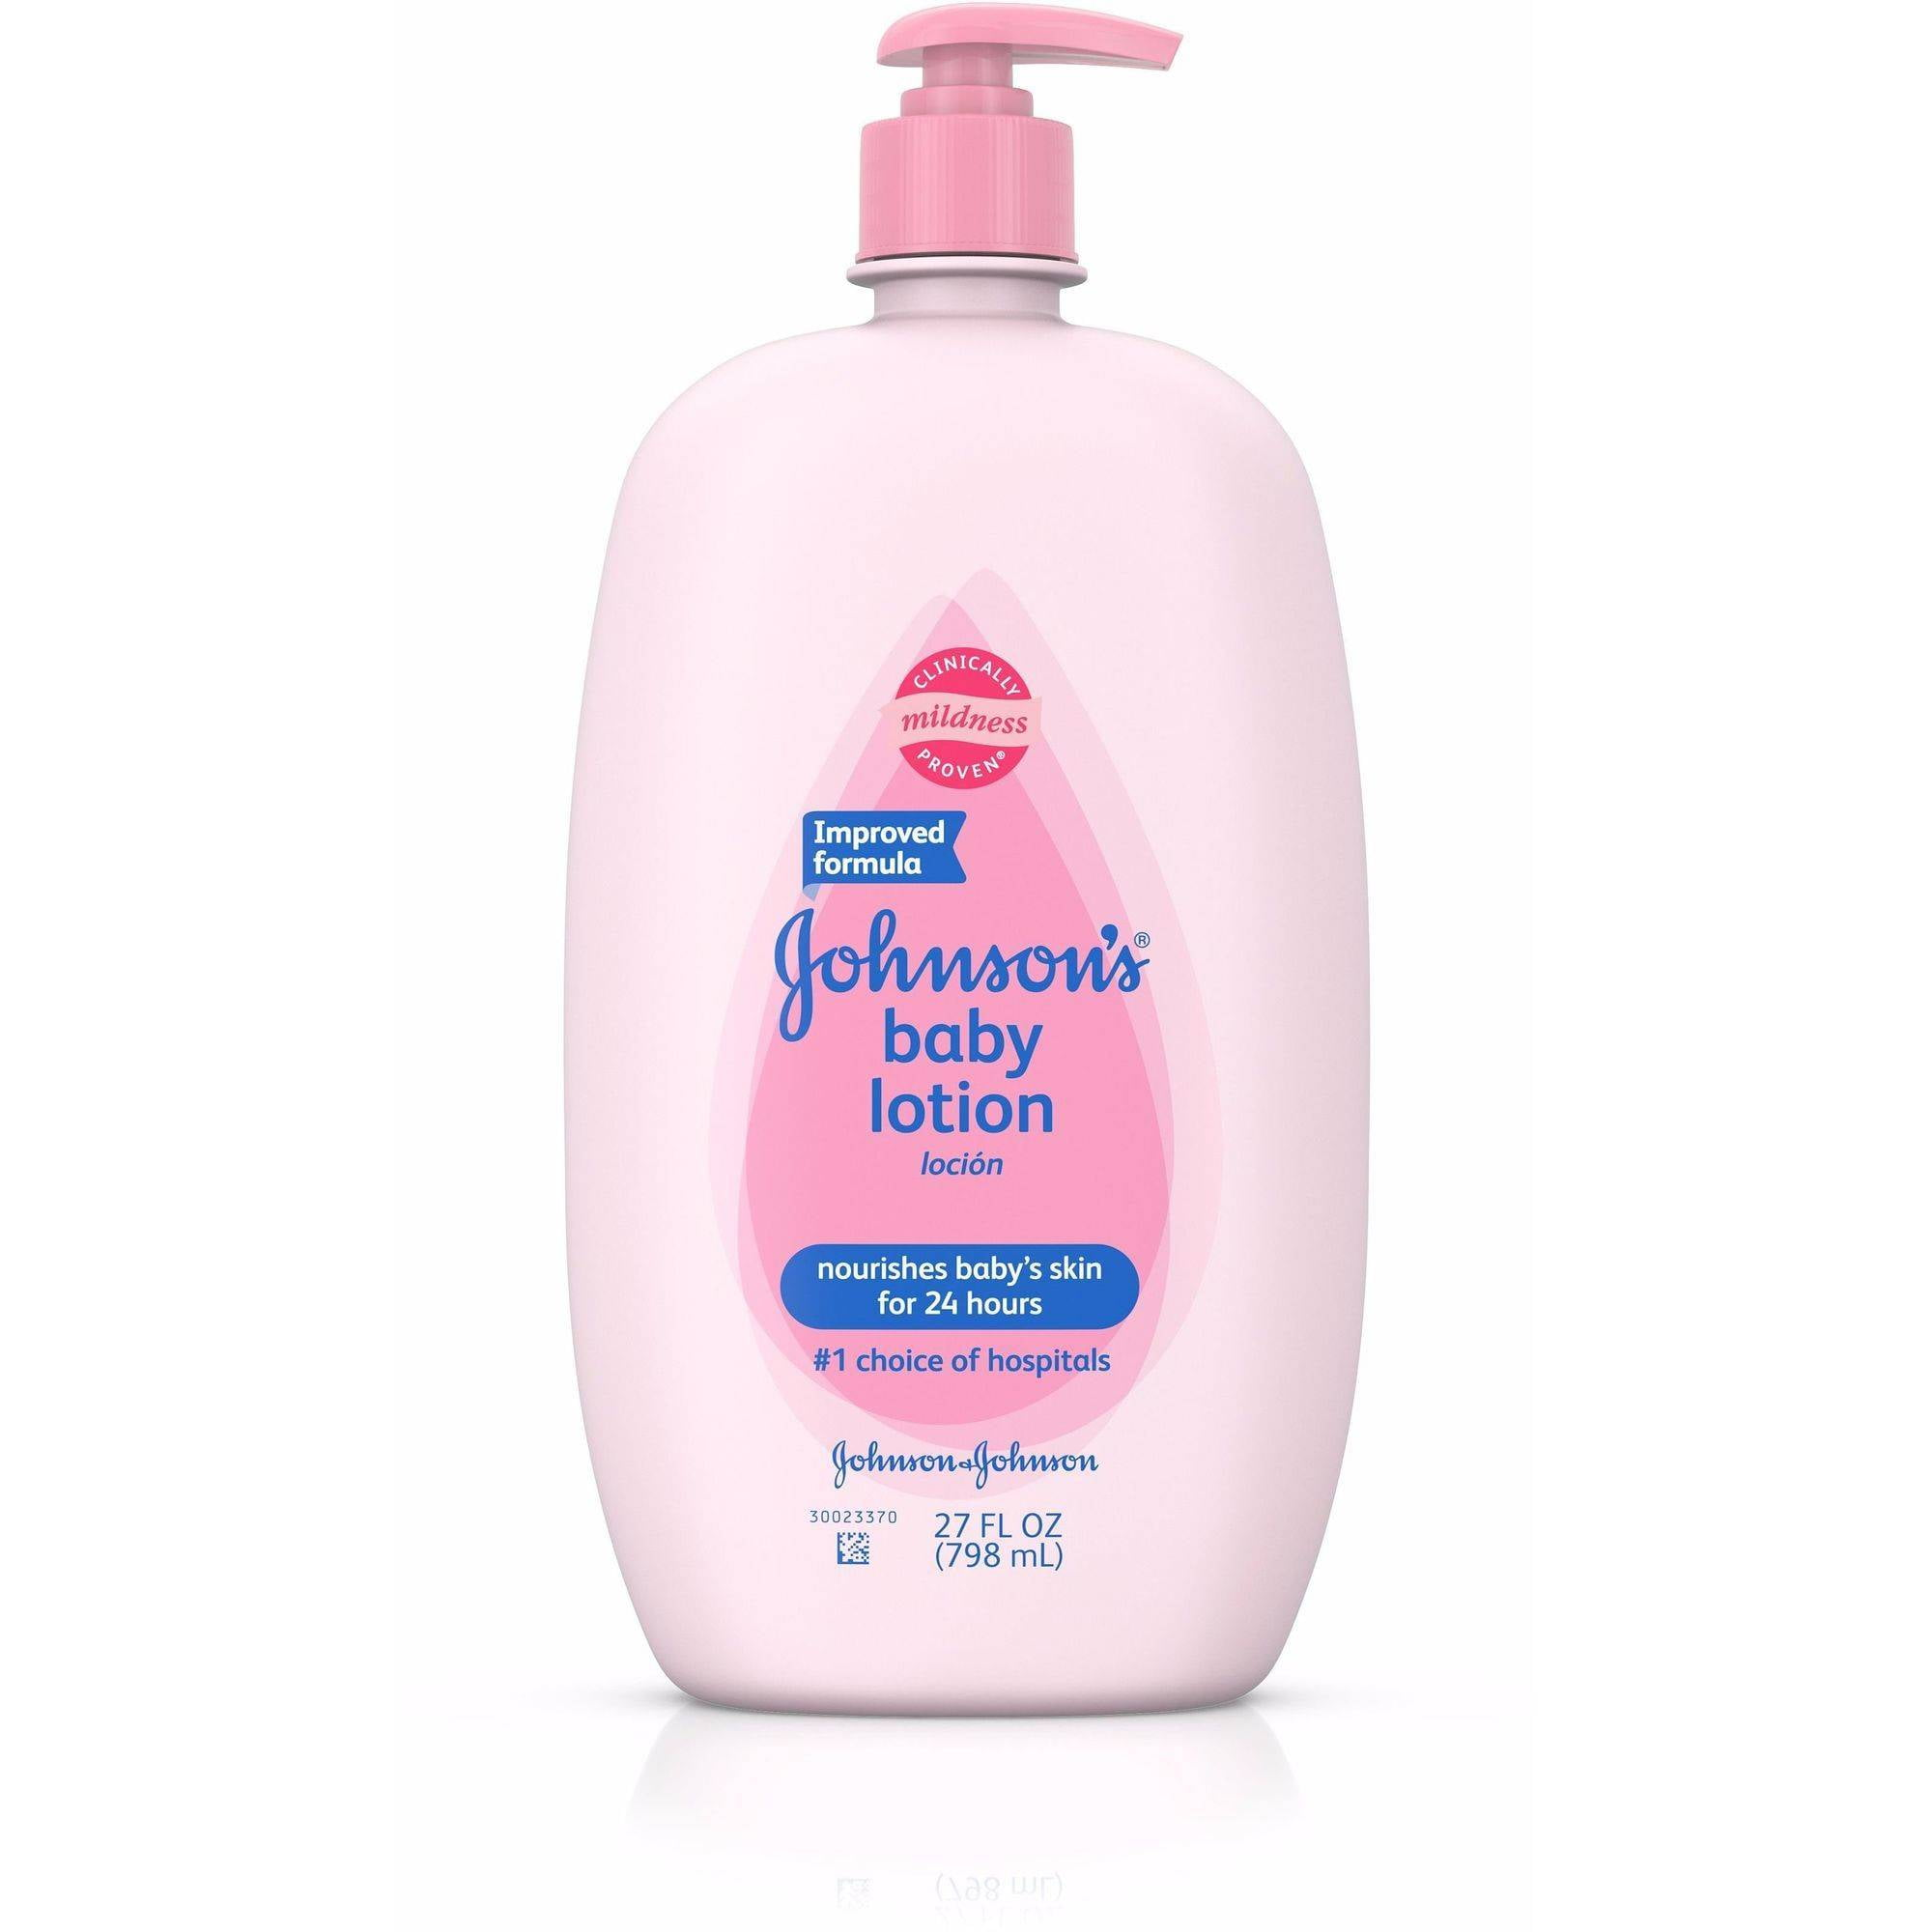 CLINICALLY
mildness
PROVEN®
Improved
formula
Johnson's®
baby
lotion
loción
nourishes baby's skin
for 24 hours
#1 choice of hospitals
Johnson & Johnson
30023370
27 FL OZ
(798 mL)